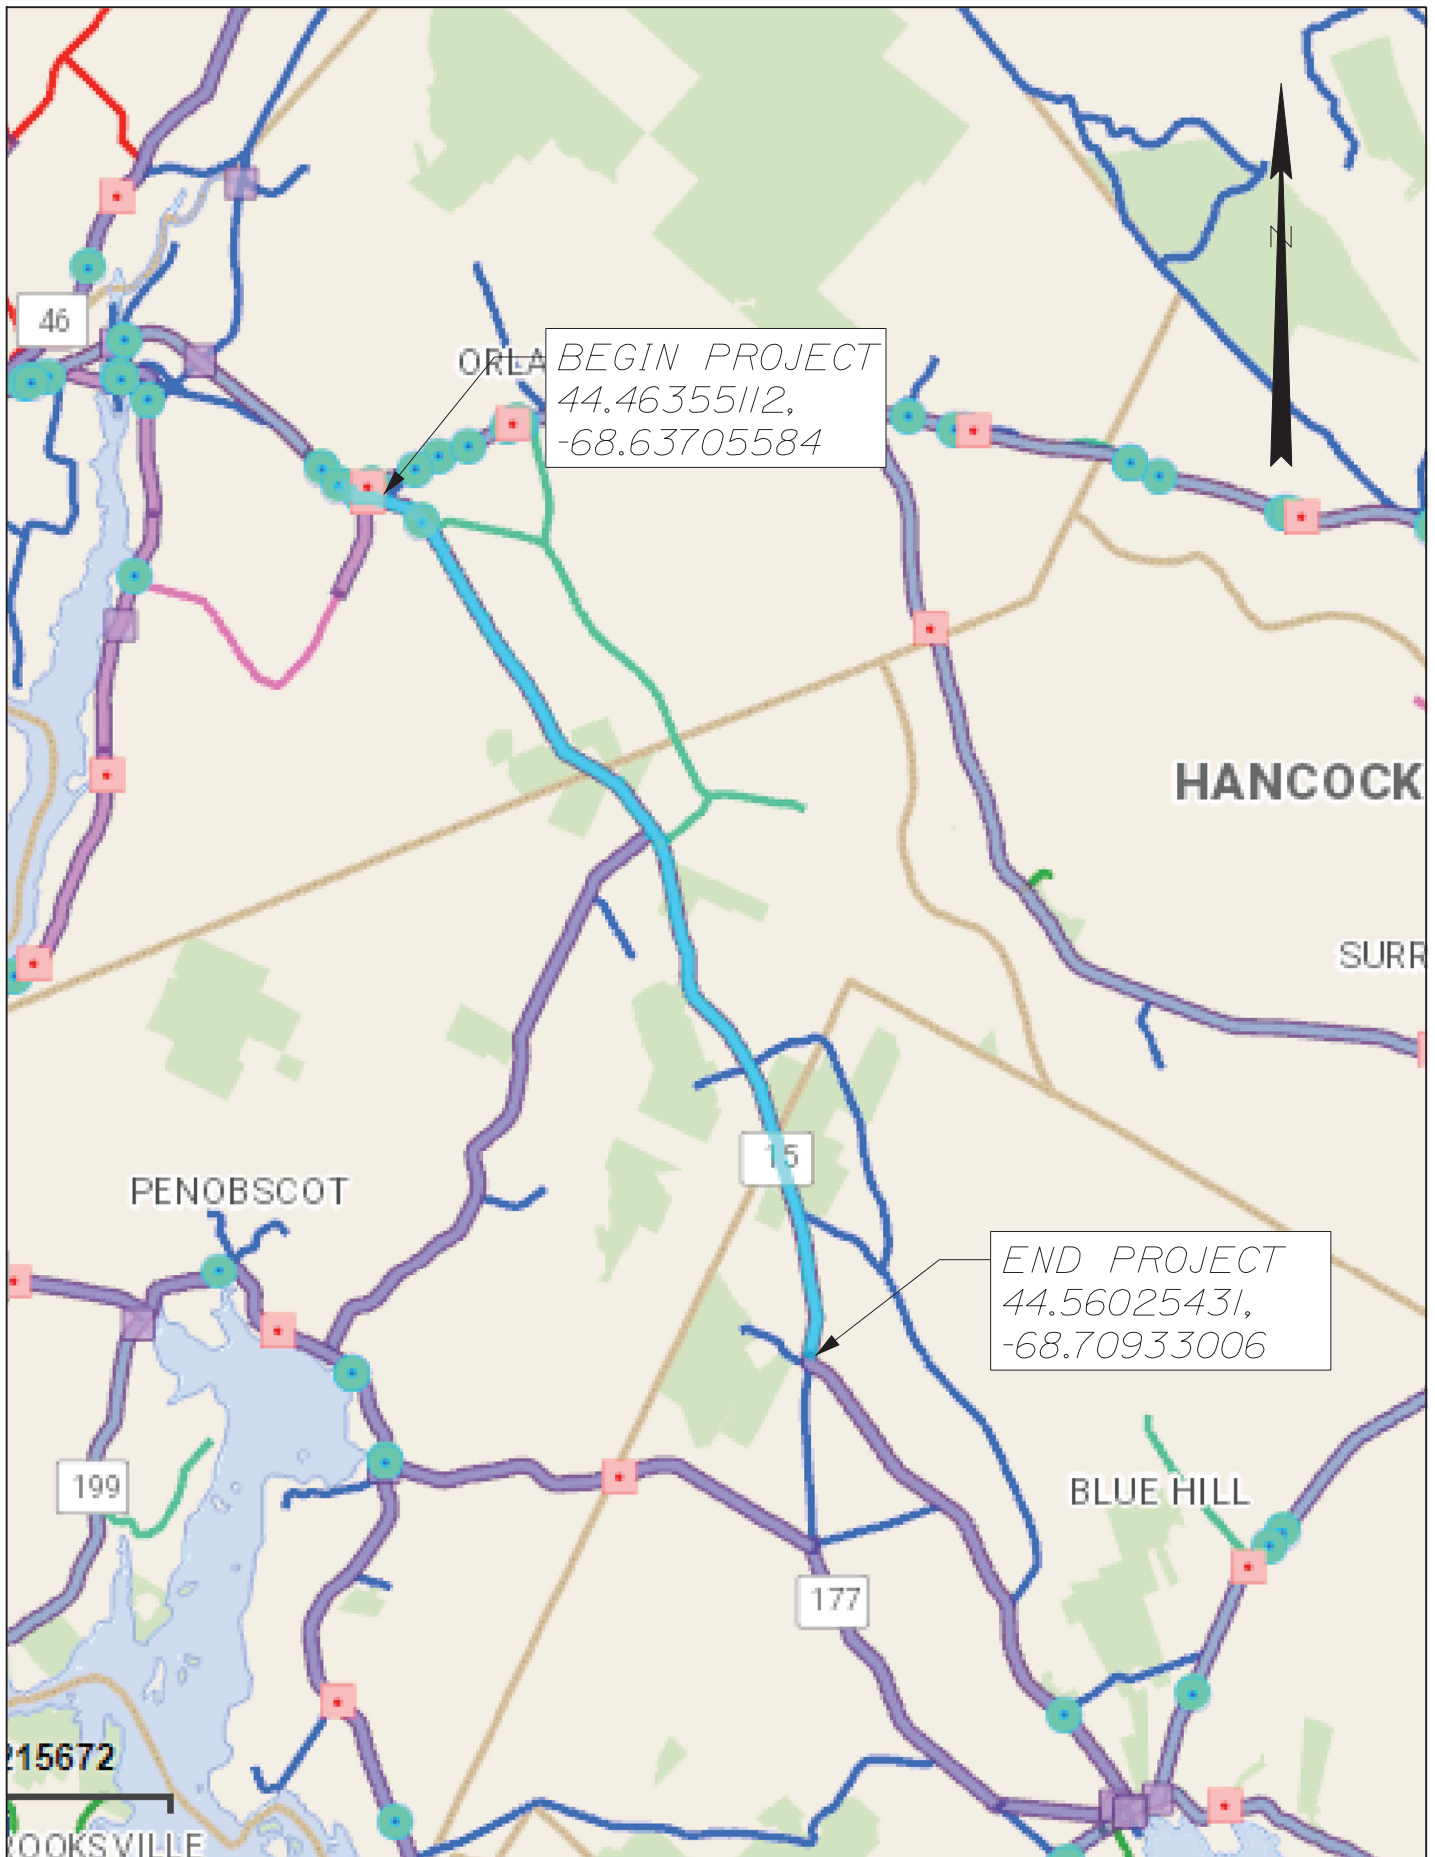 N
46
ORLA
BEGIN PROJECT
44.46355112,
-68.63705584
HANCOCK
SURR
15
PENOBSCOT
END PROJECT
44.56025431,
-68.70933006
199
BLUE HILL
177
215672
ROOKSVILLE